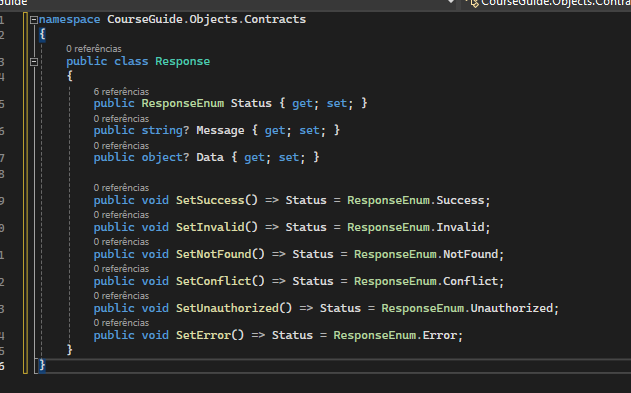 Guide
CourseGuide.Objects.Contra
1 namespace CourseGuide.Objects.Contracts
2 {
0 referências
3 public class Response
4 {
6 referências
5 public ResponseEnum Status { get; set; }
0 referências
6 public string? Message { get; set; }
0 referências
7 public object? Data { get; set; }
8
0 referências
9 public void SetSuccess() => Status = ResponseEnum.Success;
0 referências
0 public void SetInvalid() => Status = ResponseEnum.Invalid;
0 referências
1 public void SetNotFound() => Status = ResponseEnum.NotFound;
0 referências
2 public void SetConflict() => Status = ResponseEnum.Conflict;
0 referências
3 public void SetUnauthorized() => Status = ResponseEnum.Unauthorized;
0 referências
4 public void SetError() => Status = ResponseEnum.Error;
5 }
6 }